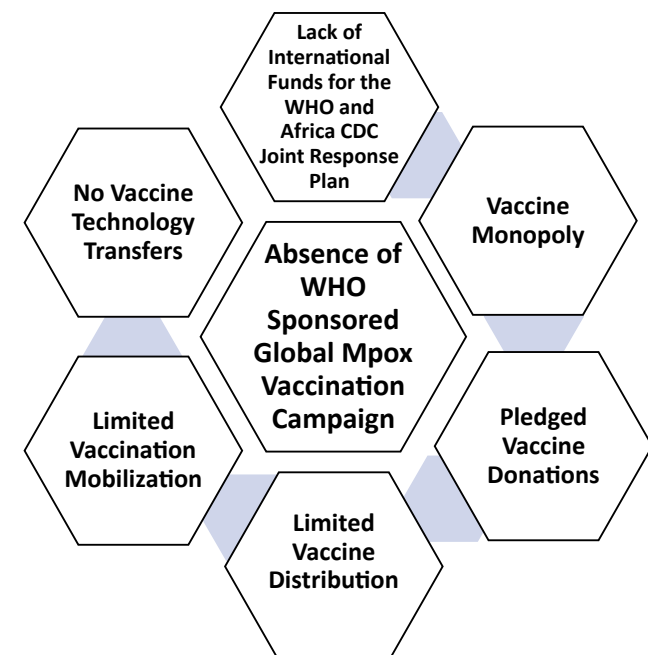 Lack of
International
Funds for the
WHO and
Africa CDC
Joint Response
Plan
Vaccine
Monopoly
Pledged
Vaccine
Donations
Limited
Vaccine
Distribution
Limited
Vaccination
Mobilization
No Vaccine
Technology
Transfers
Absence of
WHO
Sponsored
Global Mpox
Vaccination
Campaign